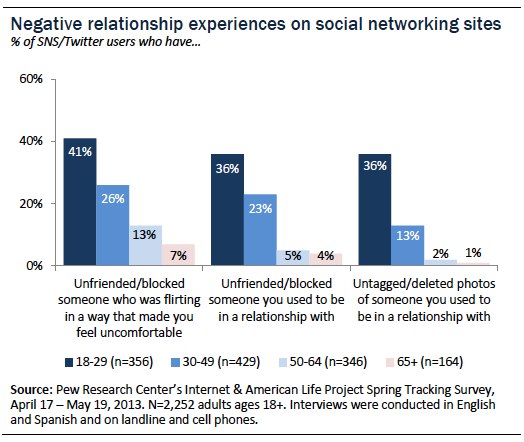 Negative relationship experiences on social networking sites
% of SNS/Twitter users who have…
60%
40%
20%
0%
41%
26%
13%
7%
36%
23%
5%
4%
36%
13%
2%
1%
Unfriended/blocked
someone who was flirting
in a way that made you
feel uncomfortable
Unfriended/blocked
someone you used to be
in a relationship with
Untagged/deleted photos
of someone you used to
be in a relationship with
18-29 (n=356) 30-49 (n=429) 50-64 (n=346) 65+ (n=164)
Source: Pew Research Center’s Internet & American Life Project Spring Tracking Survey,
April 17 – May 19, 2013. N=2,252 adults ages 18+. Interviews were conducted in English
and Spanish and on landline and cell phones.